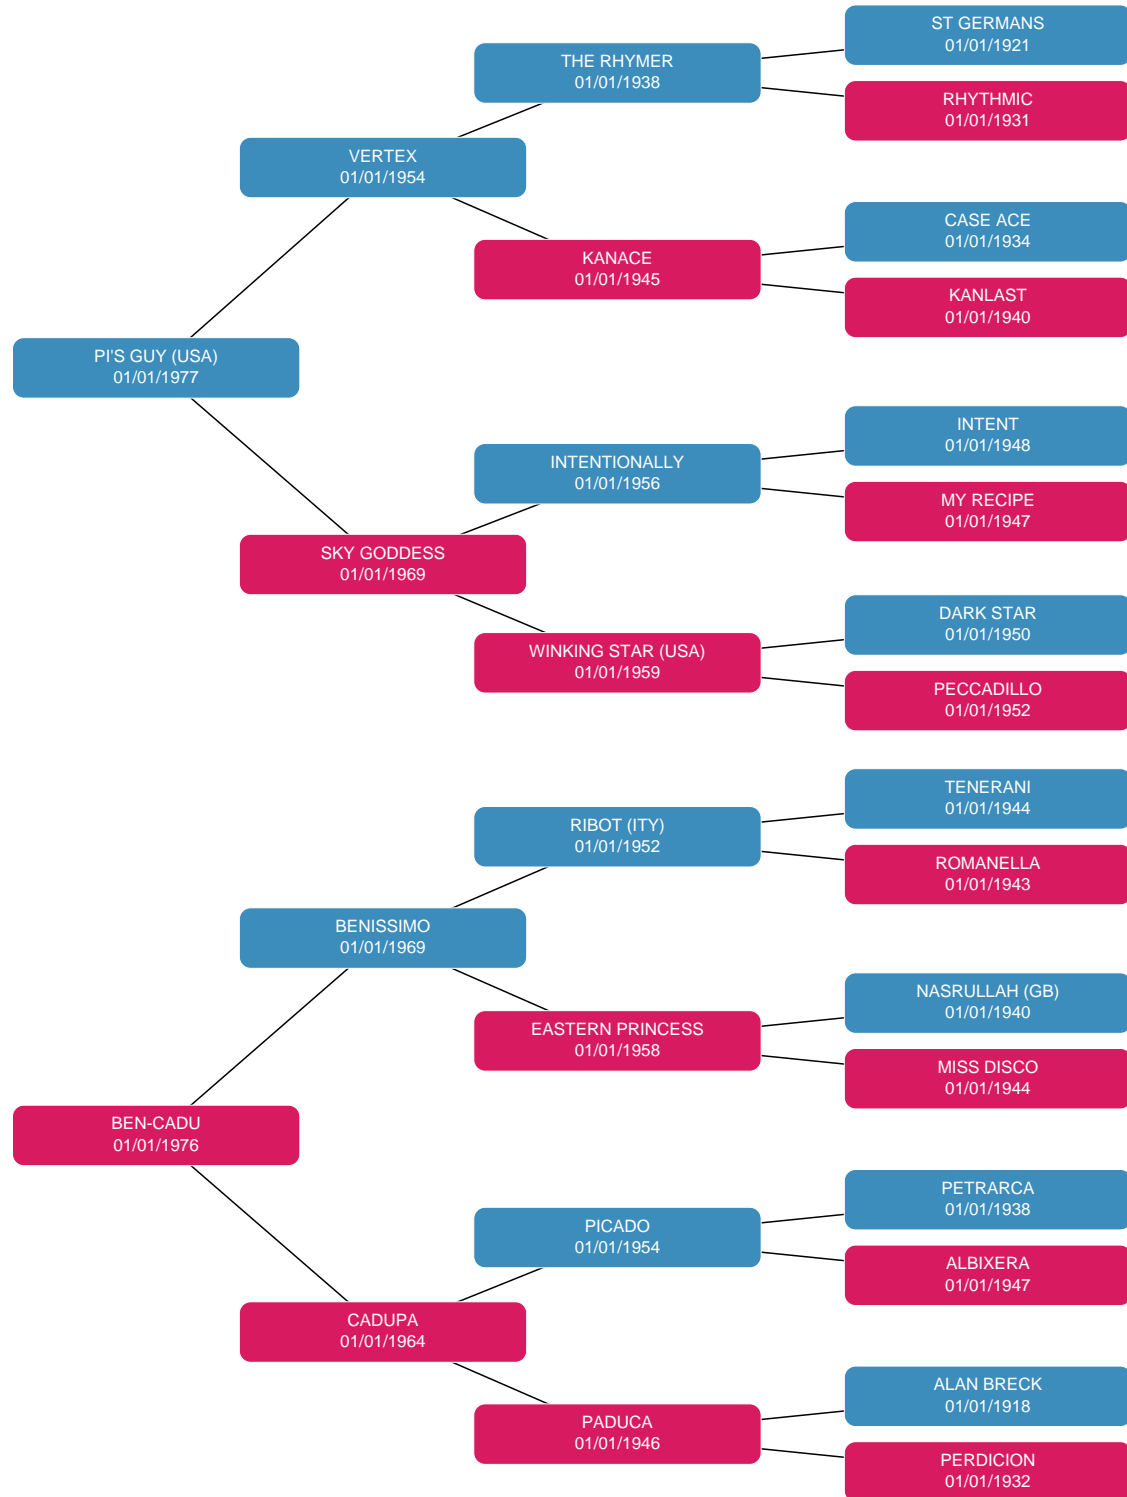 ST GERMANS
01/01/1921
THE RHYMER
01/01/1938
RHYTHMIC
01/01/1931
VERTEX
01/01/1954
CASE ACE
01/01/1934
KANACE
01/01/1945
KANLAST
01/01/1940
PI'S GUY (USA)
01/01/1977
INTENT
01/01/1948
INTENTIONALLY
01/01/1956
MY RECIPE
01/01/1947
SKY GODDESS
01/01/1969
DARK STAR
01/01/1950
WINKING STAR (USA)
01/01/1959
PECCADILLO
01/01/1952
TENERANI
01/01/1944
RIBOT (ITY)
01/01/1952
ROMANELLA
01/01/1943
BENISSIMO
01/01/1969
NASRULLAH (GB)
01/01/1940
EASTERN PRINCESS
01/01/1958
MISS DISCO
01/01/1944
BEN-CADU
01/01/1976
PETRARCA
01/01/1938
PICADO
01/01/1954
ALBIXERA
01/01/1947
CADUPA
01/01/1964
ALAN BRECK
01/01/1918
PADUCA
01/01/1946
PERDICION
01/01/1932